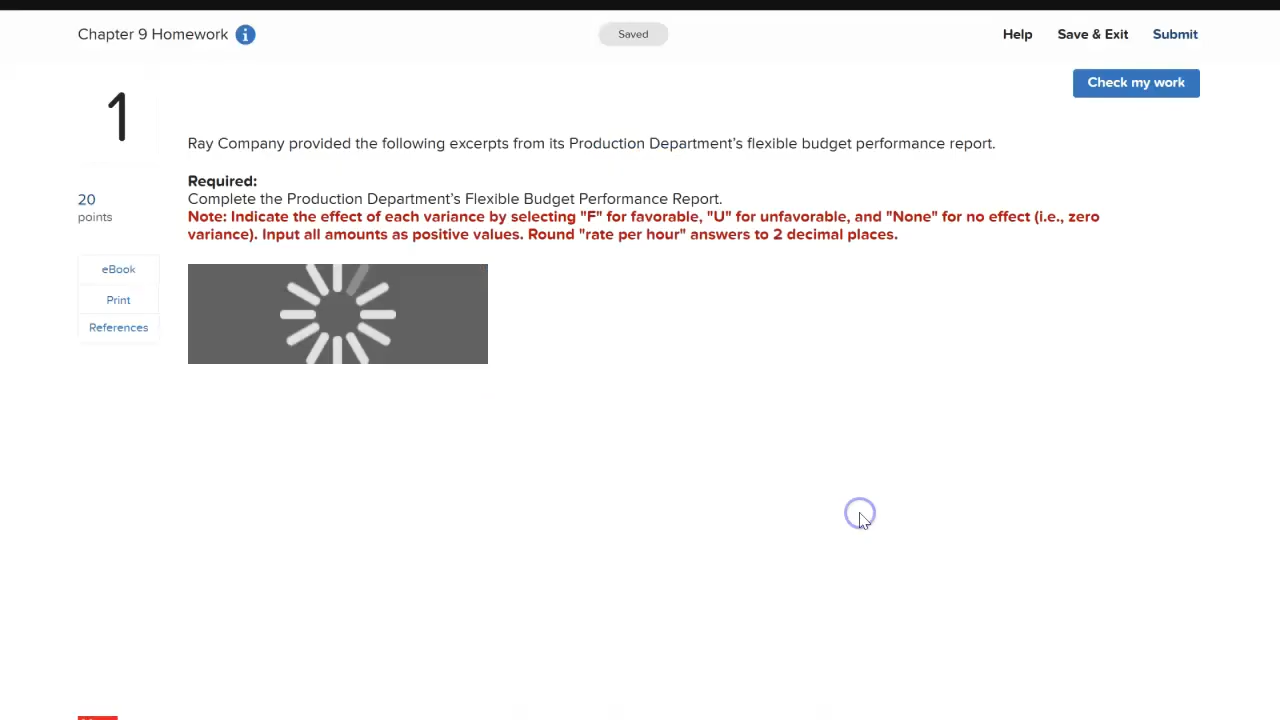 Chapter 9 Homework i
Saved
Help
Save & Exit
Submit
Check my work
1
20
points
eBook
Print
References
Ray Company provided the following excerpts from its Production Department’s flexible budget performance report.
Required:
Complete the Production Department’s Flexible Budget Performance Report.
Note: Indicate the effect of each variance by selecting "F" for favorable, "U" for unfavorable, and "None" for no effect (i.e., zero
variance). Input all amounts as positive values. Round "rate per hour" answers to 2 decimal places.